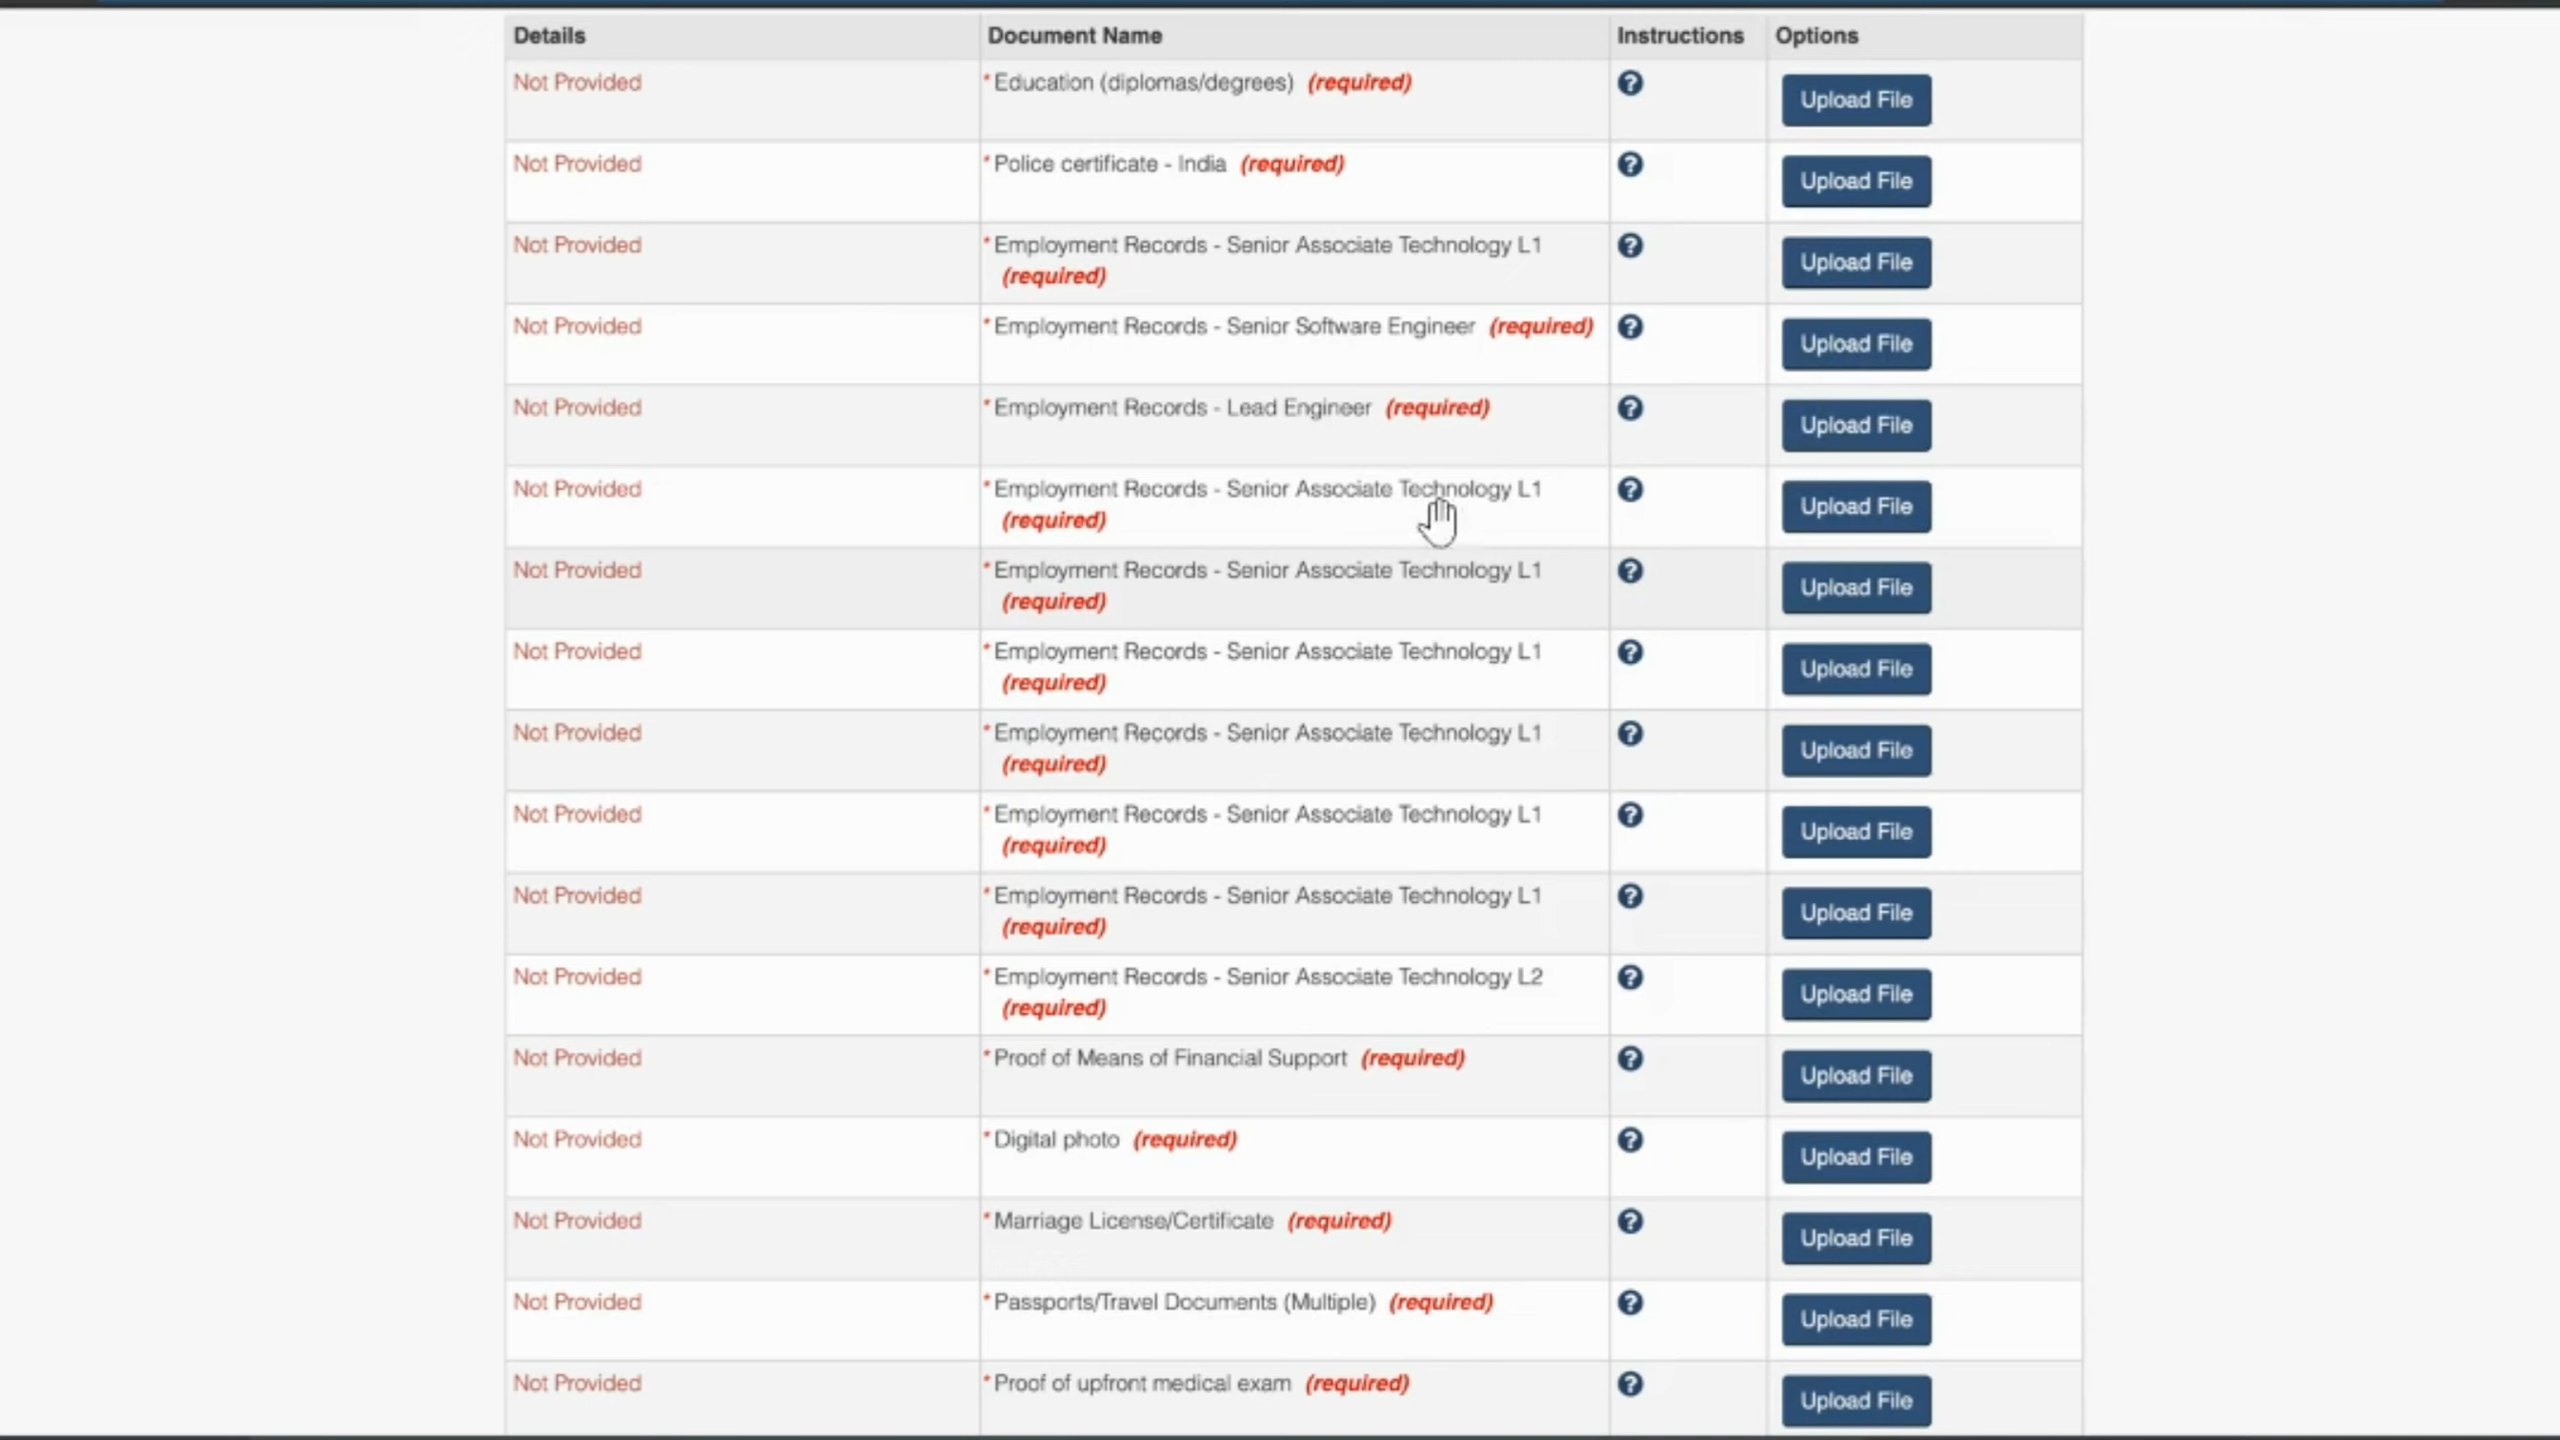 Details Document Name Instructions Options
Not Provided * Education (diplomas/degrees) (required) ? Upload File
Not Provided * Police certificate - India (required) ? Upload File
Not Provided * Employment Records - Senior Associate Technology L1 ? Upload File
(required)
Not Provided * Employment Records - Senior Software Engineer (required) ? Upload File
Not Provided * Employment Records - Lead Engineer (required) ? Upload File
Not Provided * Employment Records - Senior Associate Technology L1 ? Upload File
(required)
Not Provided * Employment Records - Senior Associate Technology L1 ? Upload File
(required)
Not Provided * Employment Records - Senior Associate Technology L1 ? Upload File
(required)
Not Provided * Employment Records - Senior Associate Technology L1 ? Upload File
(required)
Not Provided * Employment Records - Senior Associate Technology L1 ? Upload File
(required)
Not Provided * Employment Records - Senior Associate Technology L1 ? Upload File
(required)
Not Provided * Employment Records - Senior Associate Technology L2 ? Upload File
(required)
Not Provided * Proof of Means of Financial Support (required) ? Upload File
Not Provided * Digital photo (required) ? Upload File
Not Provided * Marriage License/Certificate (required) ? Upload File
Not Provided * Passports/Travel Documents (Multiple) (required) ? Upload File
Not Provided * Proof of upfront medical exam (required) ? Upload File